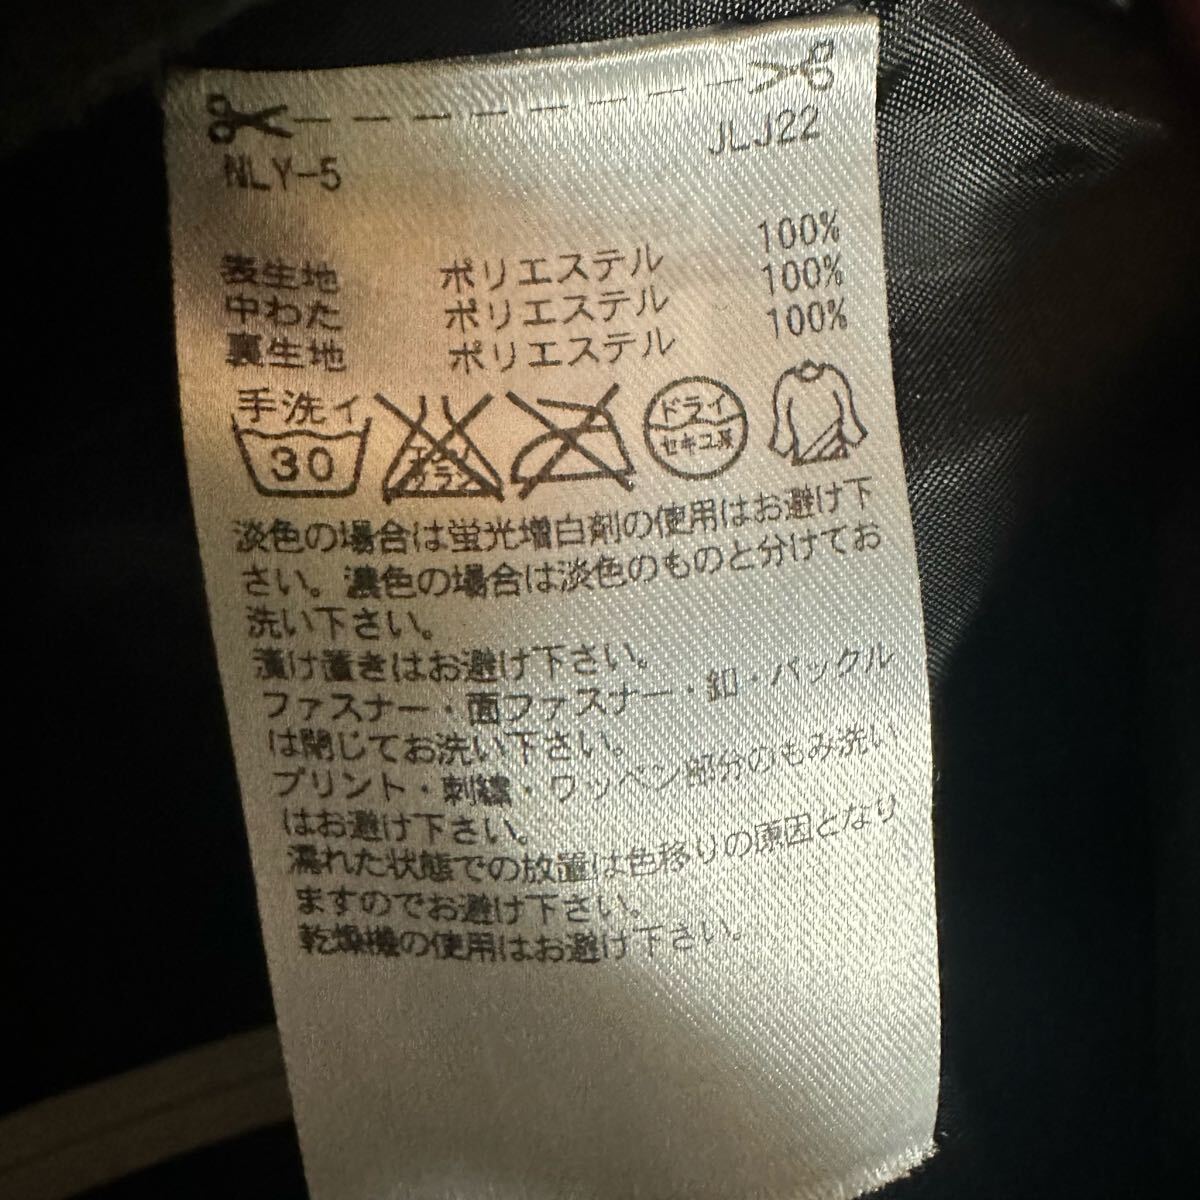 NLY-5 JLJ22
表生地 ポリエステル 100%
中わた ポリエステル 100%
裏生地 ポリエステル 100%
手洗イ
30
エンソ
サラシ
ドライ
セキユ系
淡色の場合は蛍光増白剤の使用はお避け下
さい。濃色の場合は淡色のものと分けてお
洗い下さい。
漬け置きはお避け下さい。
ファスナー・面ファスナー・釦・バックル
は閉じてお洗い下さい。
プリント・刺繍・ワッペン部分のもみ洗い
はお避け下さい。
濡れた状態での放置は色移りの原因となり
ますのでお避け下さい。
乾燥機の使用はお避け下さい。